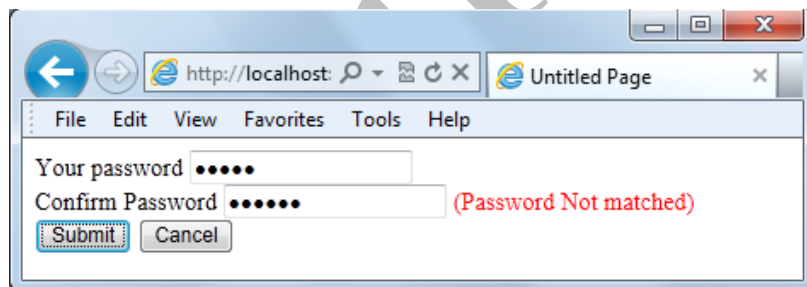 http://localhost:
Untitled Page
File Edit View Favorites Tools Help
Your password •••••
Confirm Password •••••• (Password Not matched)
Submit Cancel